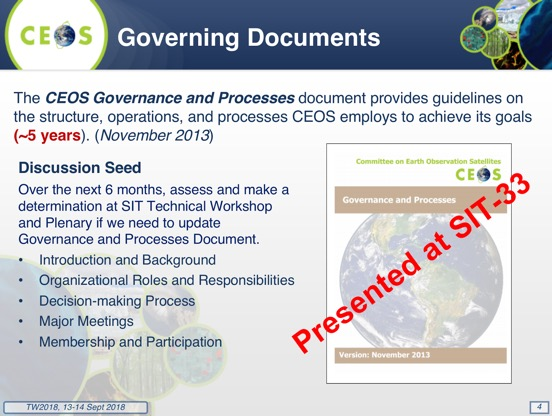 CEOS
Governing Documents
The CEOS Governance and Processes document provides guidelines on
the structure, operations, and processes CEOS employs to achieve its goals
(~5 years). (November 2013)
Discussion Seed
Over the next 6 months, assess and make a
determination at SIT Technical Workshop
and Plenary if we need to update
Governance and Processes Document.
• Introduction and Background
• Organizational Roles and Responsibilities
• Decision-making Process
• Major Meetings
• Membership and Participation
Committee on Earth Observation Satellites
CEOS
Governance and Processes
Presented at SIT-33
Version: November 2013
TW2018, 13-14 Sept 2018
4